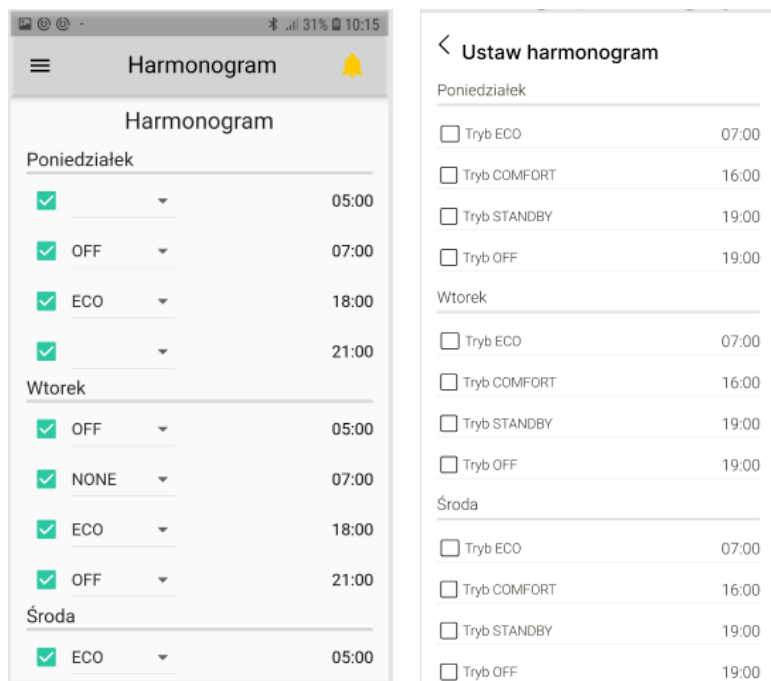 31% 10:15
Harmonogram
Harmonogram
Poniedziałek
05:00
OFF 07:00
ECO 18:00
21:00
Wtorek
OFF 05:00
NONE 07:00
ECO 18:00
OFF 21:00
Środa
ECO 05:00
Ustaw harmonogram
Poniedziałek
Tryb ECO 07:00
Tryb COMFORT 16:00
Tryb STANDBY 19:00
Tryb OFF 19:00
Wtorek
Tryb ECO 07:00
Tryb COMFORT 16:00
Tryb STANDBY 19:00
Tryb OFF 19:00
Środa
Tryb ECO 07:00
Tryb COMFORT 16:00
Tryb STANDBY 19:00
Tryb OFF 19:00